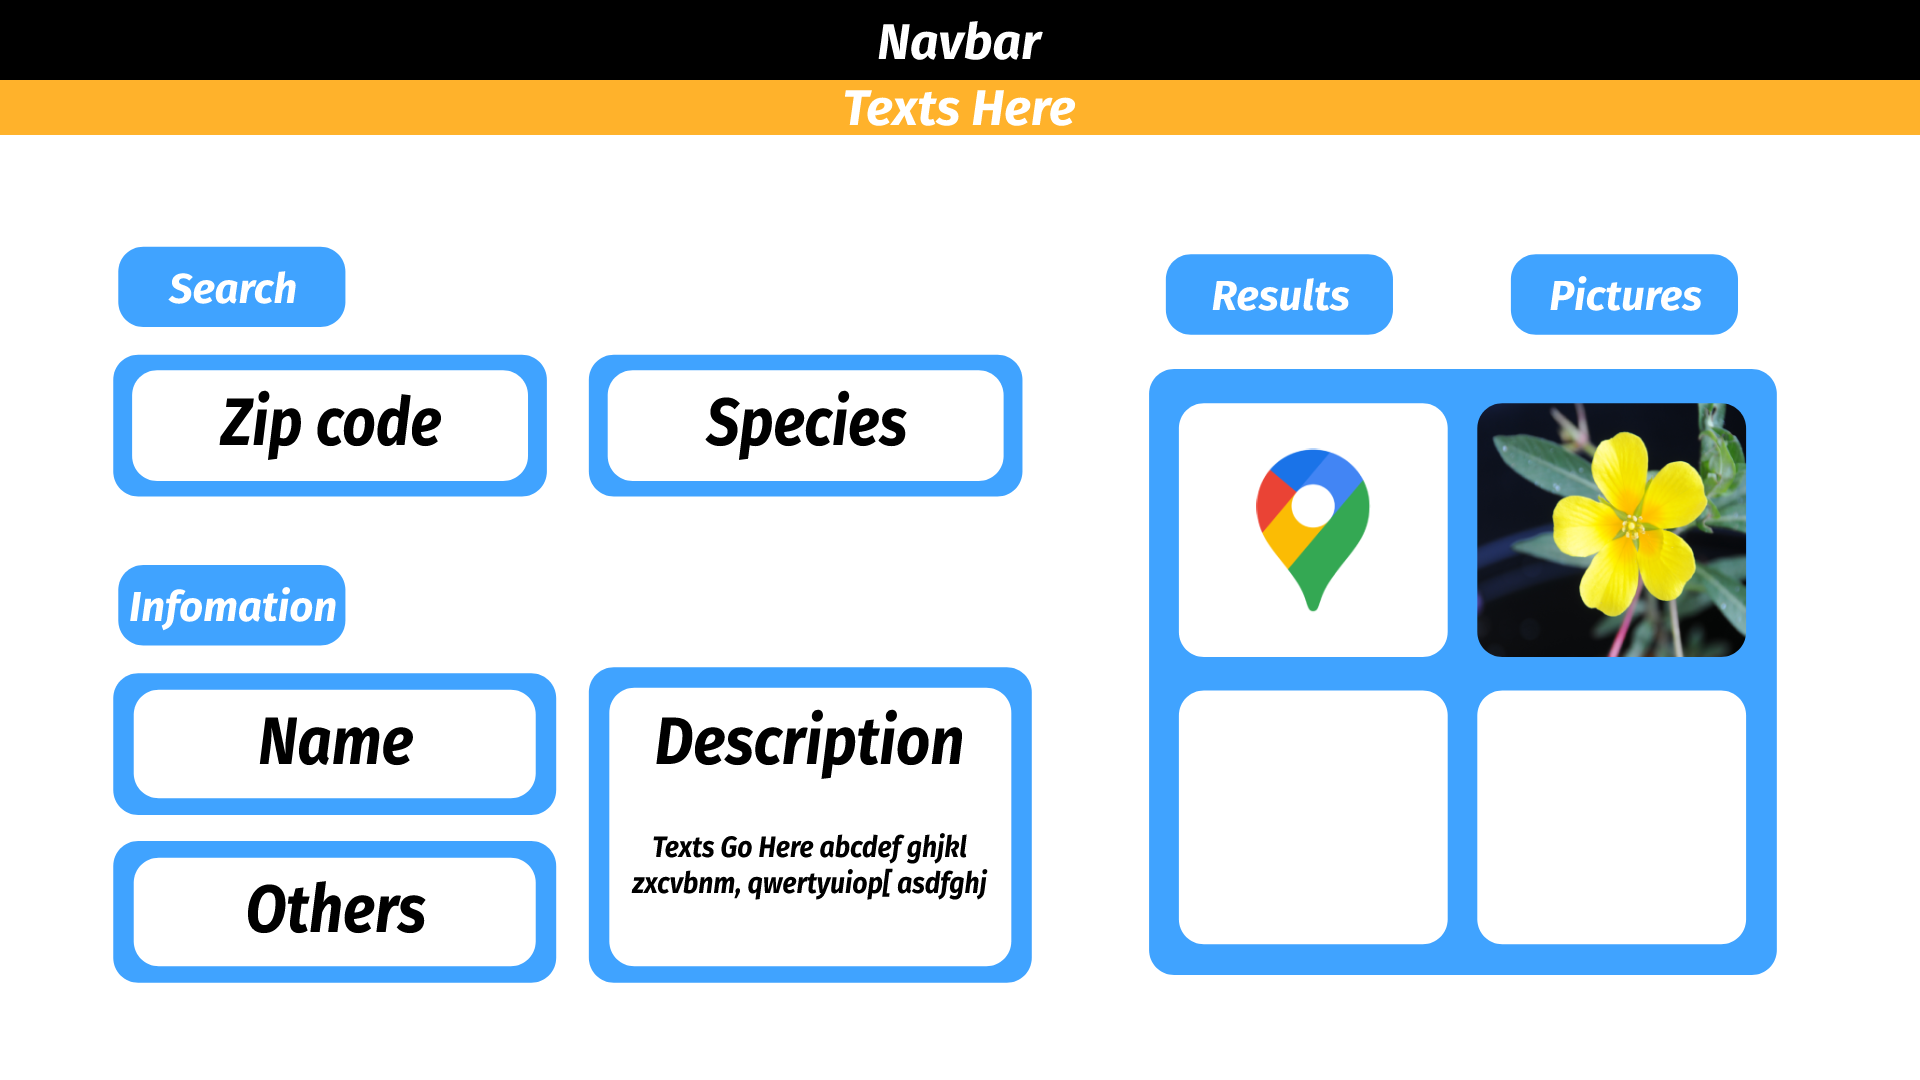 Navbar
Texts Here
Search
Zip code
Species
Infomation
Name
Others
Description
Texts Go Here abcdef ghjkl
zxcvbnm, qwertyuiop[ asdfghj
Results
Pictures